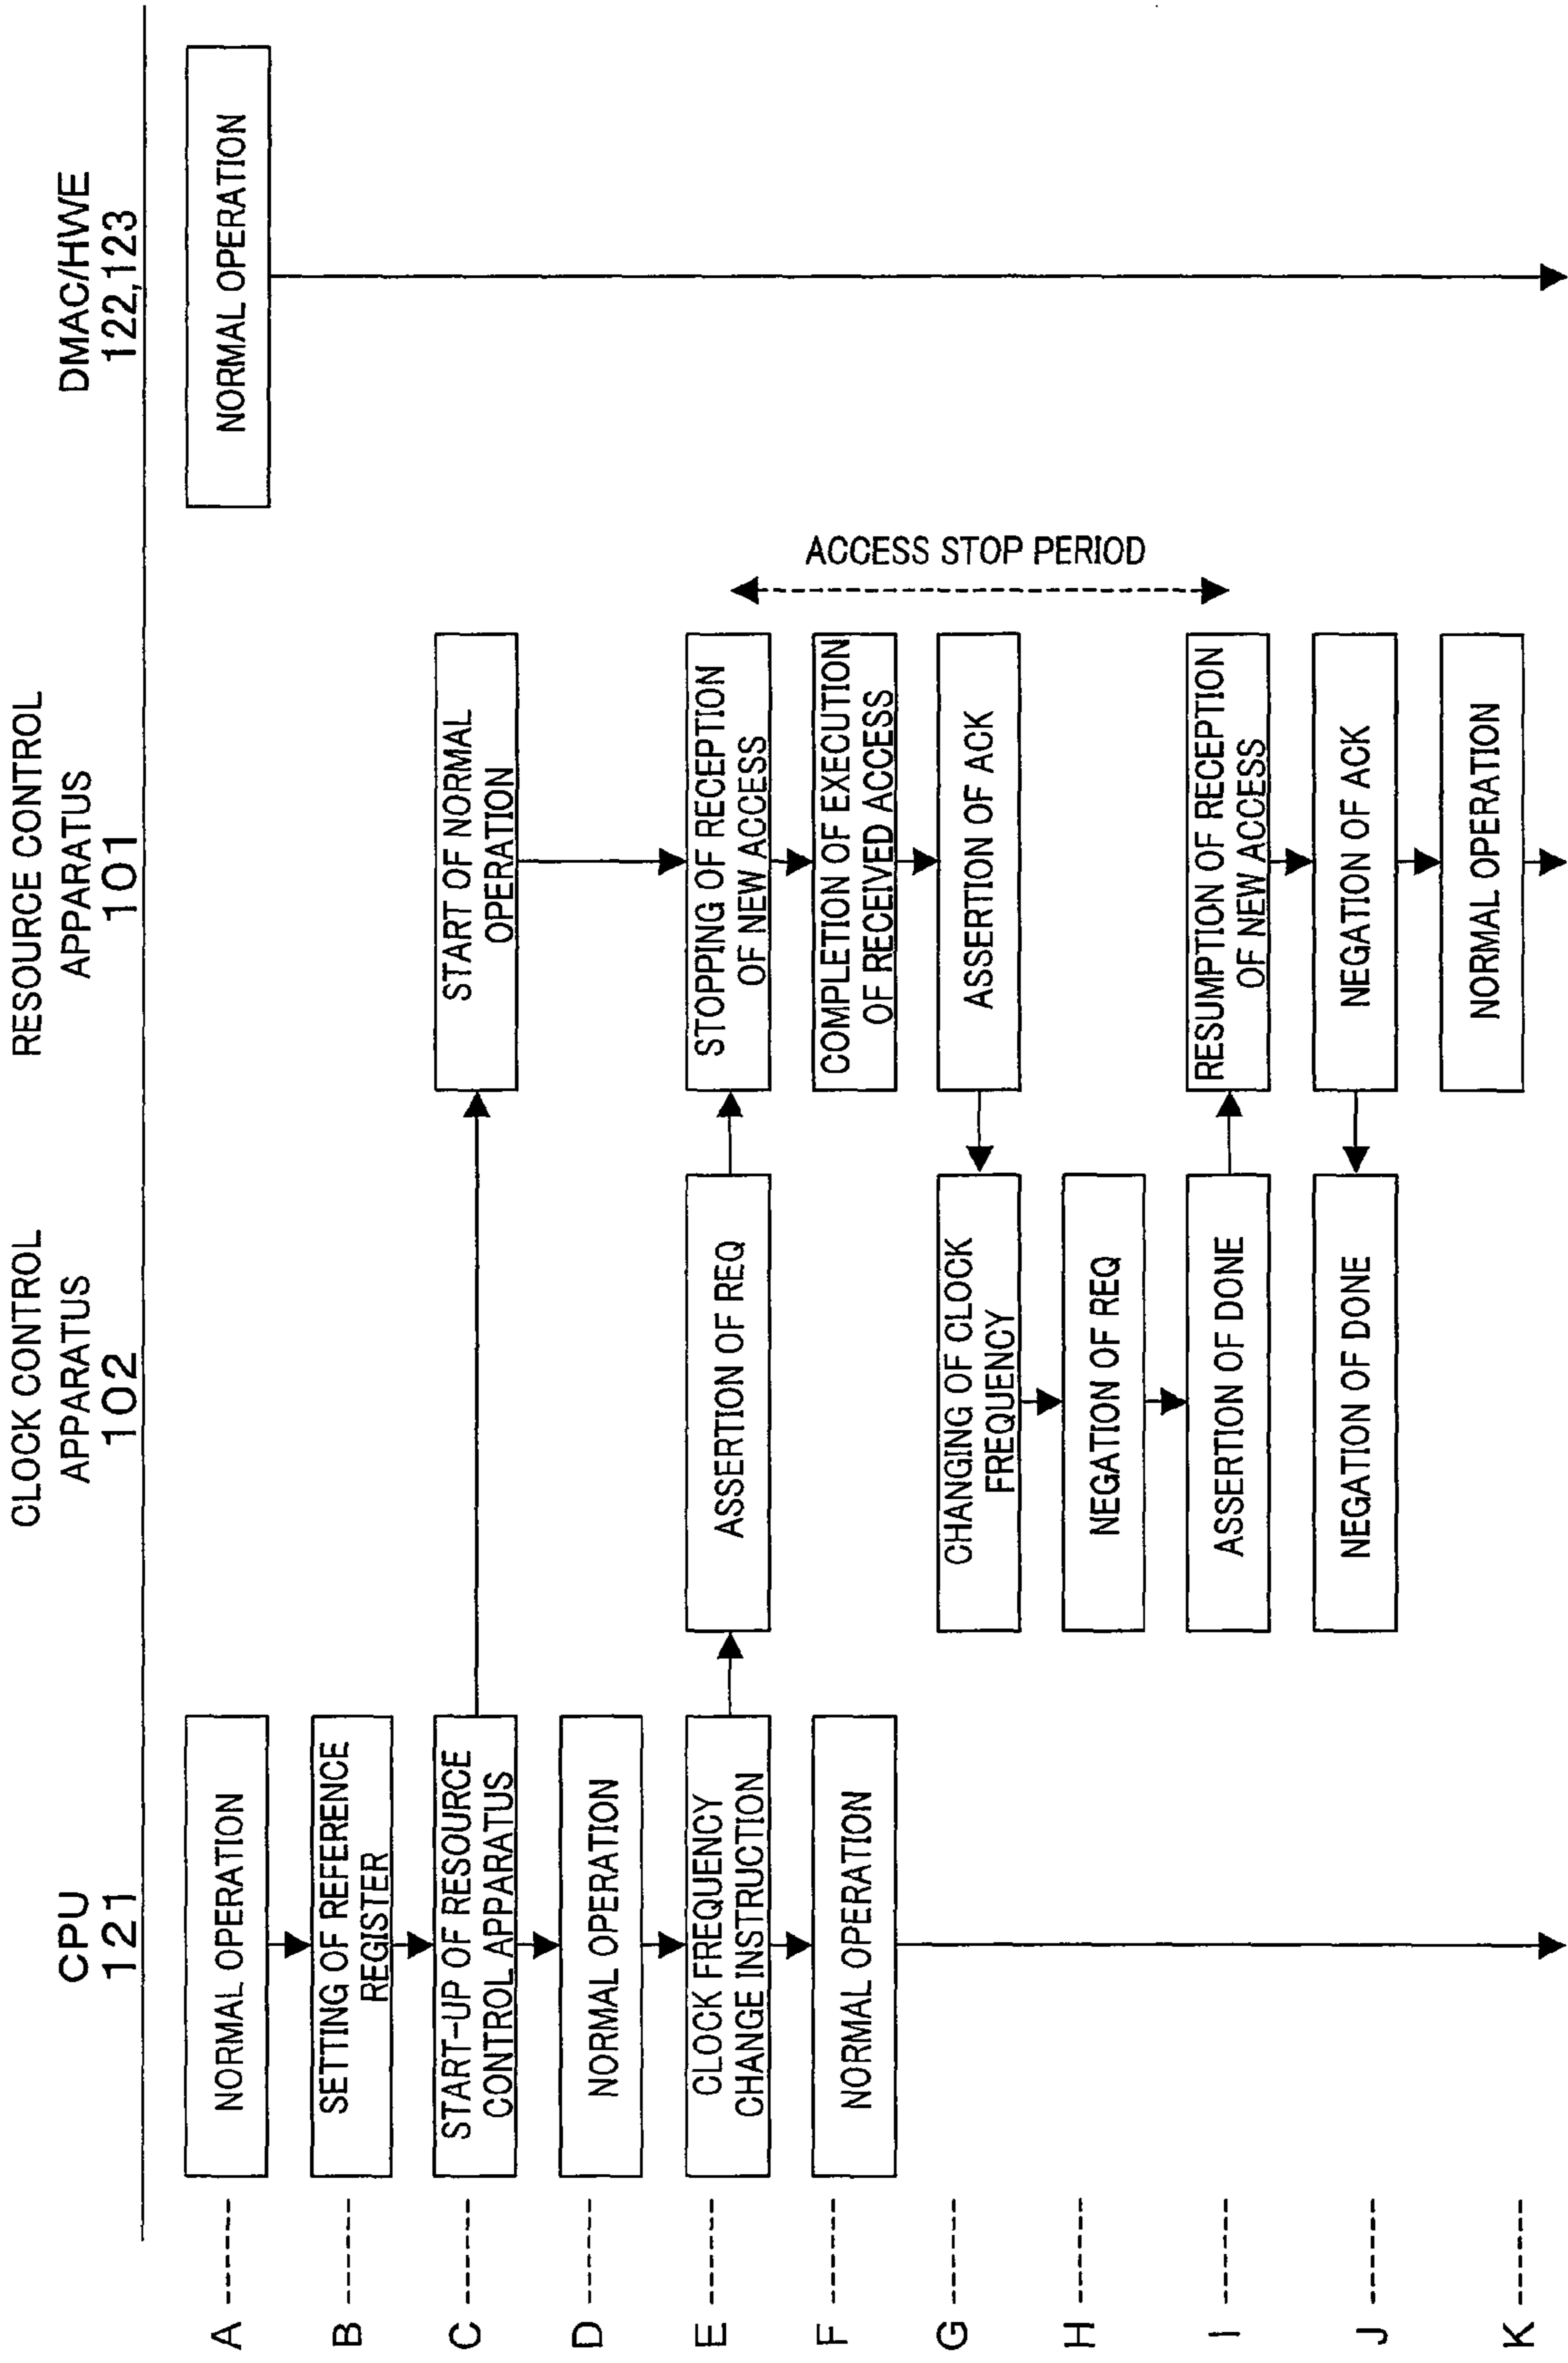 CPU
121
CLOCK CONTROL
APPARATUS
102
RESOURCE CONTROL
APPARATUS
101
DMAC/HWE
122,123
A
NORMAL OPERATION
NORMAL OPERATION
B
SETTING OF REFERENCE
REGISTER
C
START-UP OF RESOURCE
CONTROL APPARATUS
START OF NORMAL
OPERATION
D
NORMAL OPERATION
E
CLOCK FREQUENCY
CHANGE INSTRUCTION
ASSERTION OF REQ
STOPPING OF RECEPTION
OF NEW ACCESS
ACCESS STOP PERIOD
F
NORMAL OPERATION
COMPLETION OF EXECUTION
OF RECEIVED ACCESS
G
CHANGING OF CLOCK
FREQUENCY
ASSERTION OF ACK
H
NEGATION OF REQ
I
ASSERTION OF DONE
RESUMPTION OF RECEPTION
OF NEW ACCESS
J
NEGATION OF DONE
NEGATION OF ACK
K
NORMAL OPERATION